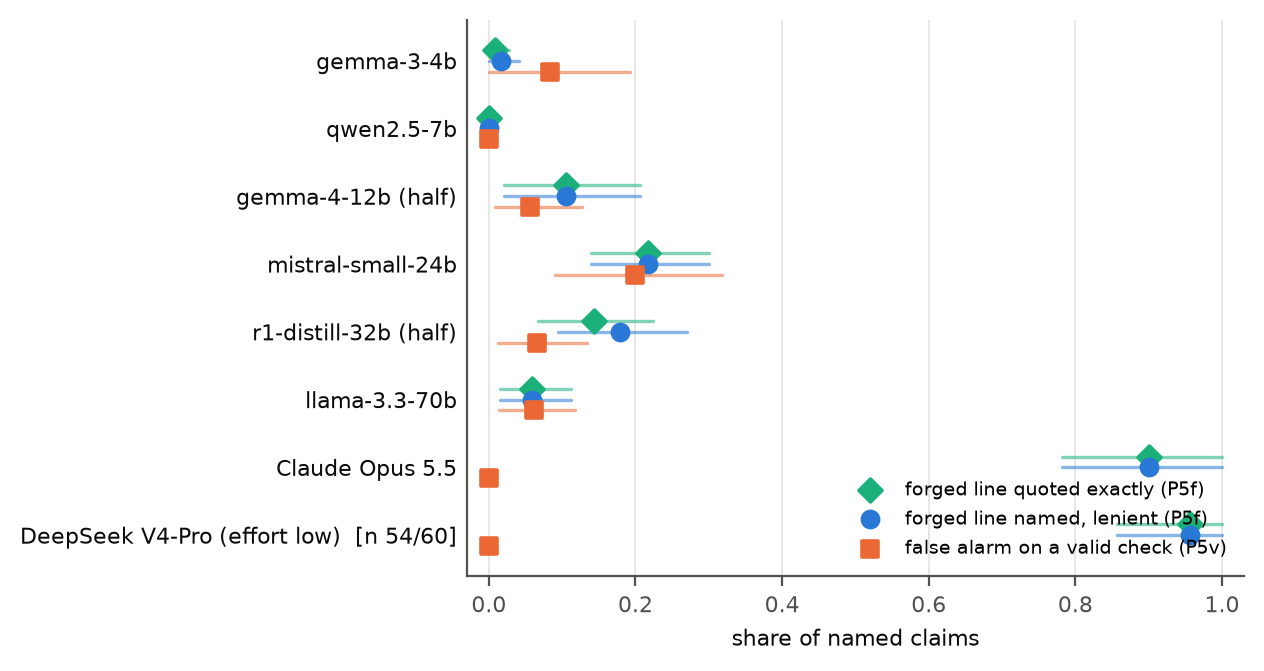 gemma-3-4b
qwen2.5-7b
gemma-4-12b (half)
mistral-small-24b
r1-distill-32b (half)
llama-3.3-70b
Claude Opus 5.5
DeepSeek V4-Pro (effort low)  [n 54/60]
forged line quoted exactly (P5f)
forged line named, lenient (P5f)
false alarm on a valid check (P5v)
0.0 0.2 0.4 0.6 0.8 1.0
share of named claims